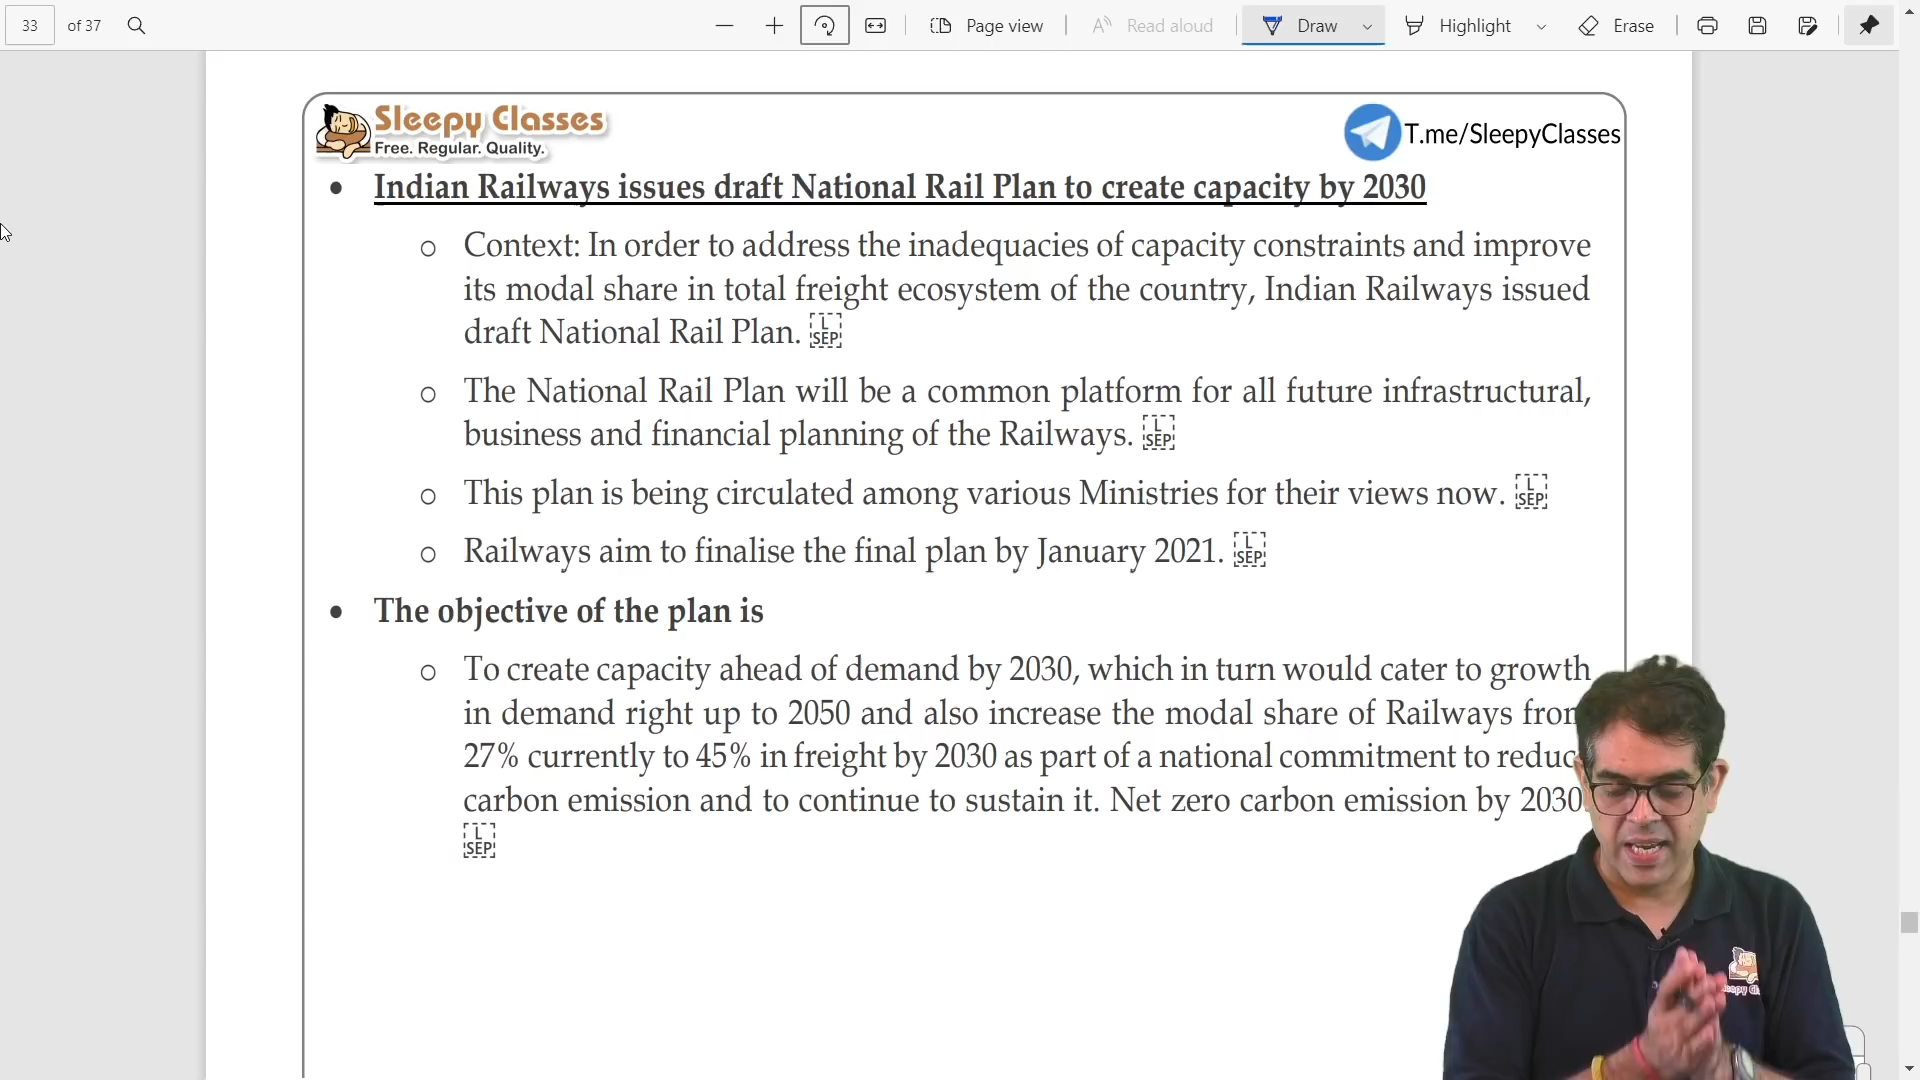 33 of 37 Page view Read aloud Draw Highlight Erase
Sleepy Classes
Free. Regular. Quality.
T.me/SleepyClasses
• Indian Railways issues draft National Rail Plan to create capacity by 2030
o Context: In order to address the inadequacies of capacity constraints and improve
its modal share in total freight ecosystem of the country, Indian Railways issued
draft National Rail Plan. L SEP
o The National Rail Plan will be a common platform for all future infrastructural,
business and financial planning of the Railways. L SEP
o This plan is being circulated among various Ministries for their views now. L SEP
o Railways aim to finalise the final plan by January 2021. L SEP
• The objective of the plan is
o To create capacity ahead of demand by 2030, which in turn would cater to growth
in demand right up to 2050 and also increase the modal share of Railways from
27% currently to 45% in freight by 2030 as part of a national commitment to reduc
carbon emission and to continue to sustain it. Net zero carbon emission by 2030.
L SEP